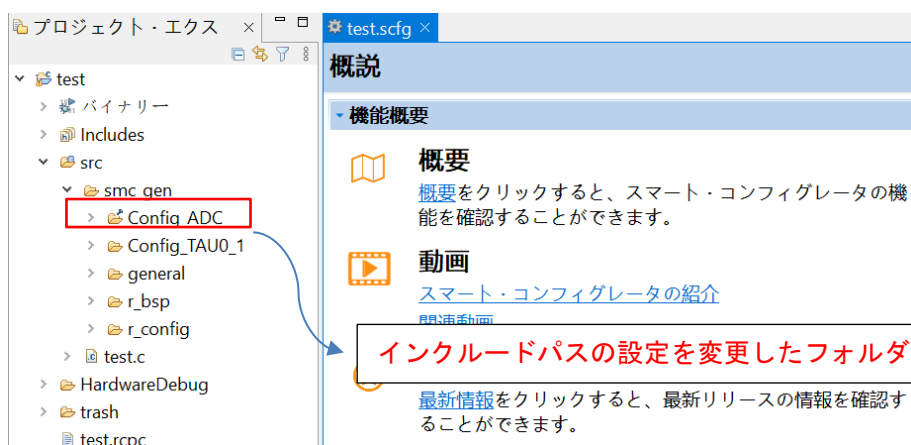 プロジェクト・エクス
test.scfg
概説
test
バイナリー
Includes
src
smc_gen
Config_ADC
Config_TAU0_1
general
r_bsp
r_config
test.c
HardwareDebug
trash
test.rcpc
機能概要
概要
概要をクリックすると、スマート・コンフィグレータの機
能を確認することができます。
動画
スマート・コンフィグレータの紹介
関連動画
インクルードパスの設定を変更したフォルダ
最新情報をクリックすると、最新リリースの情報を確認す
ることができます。